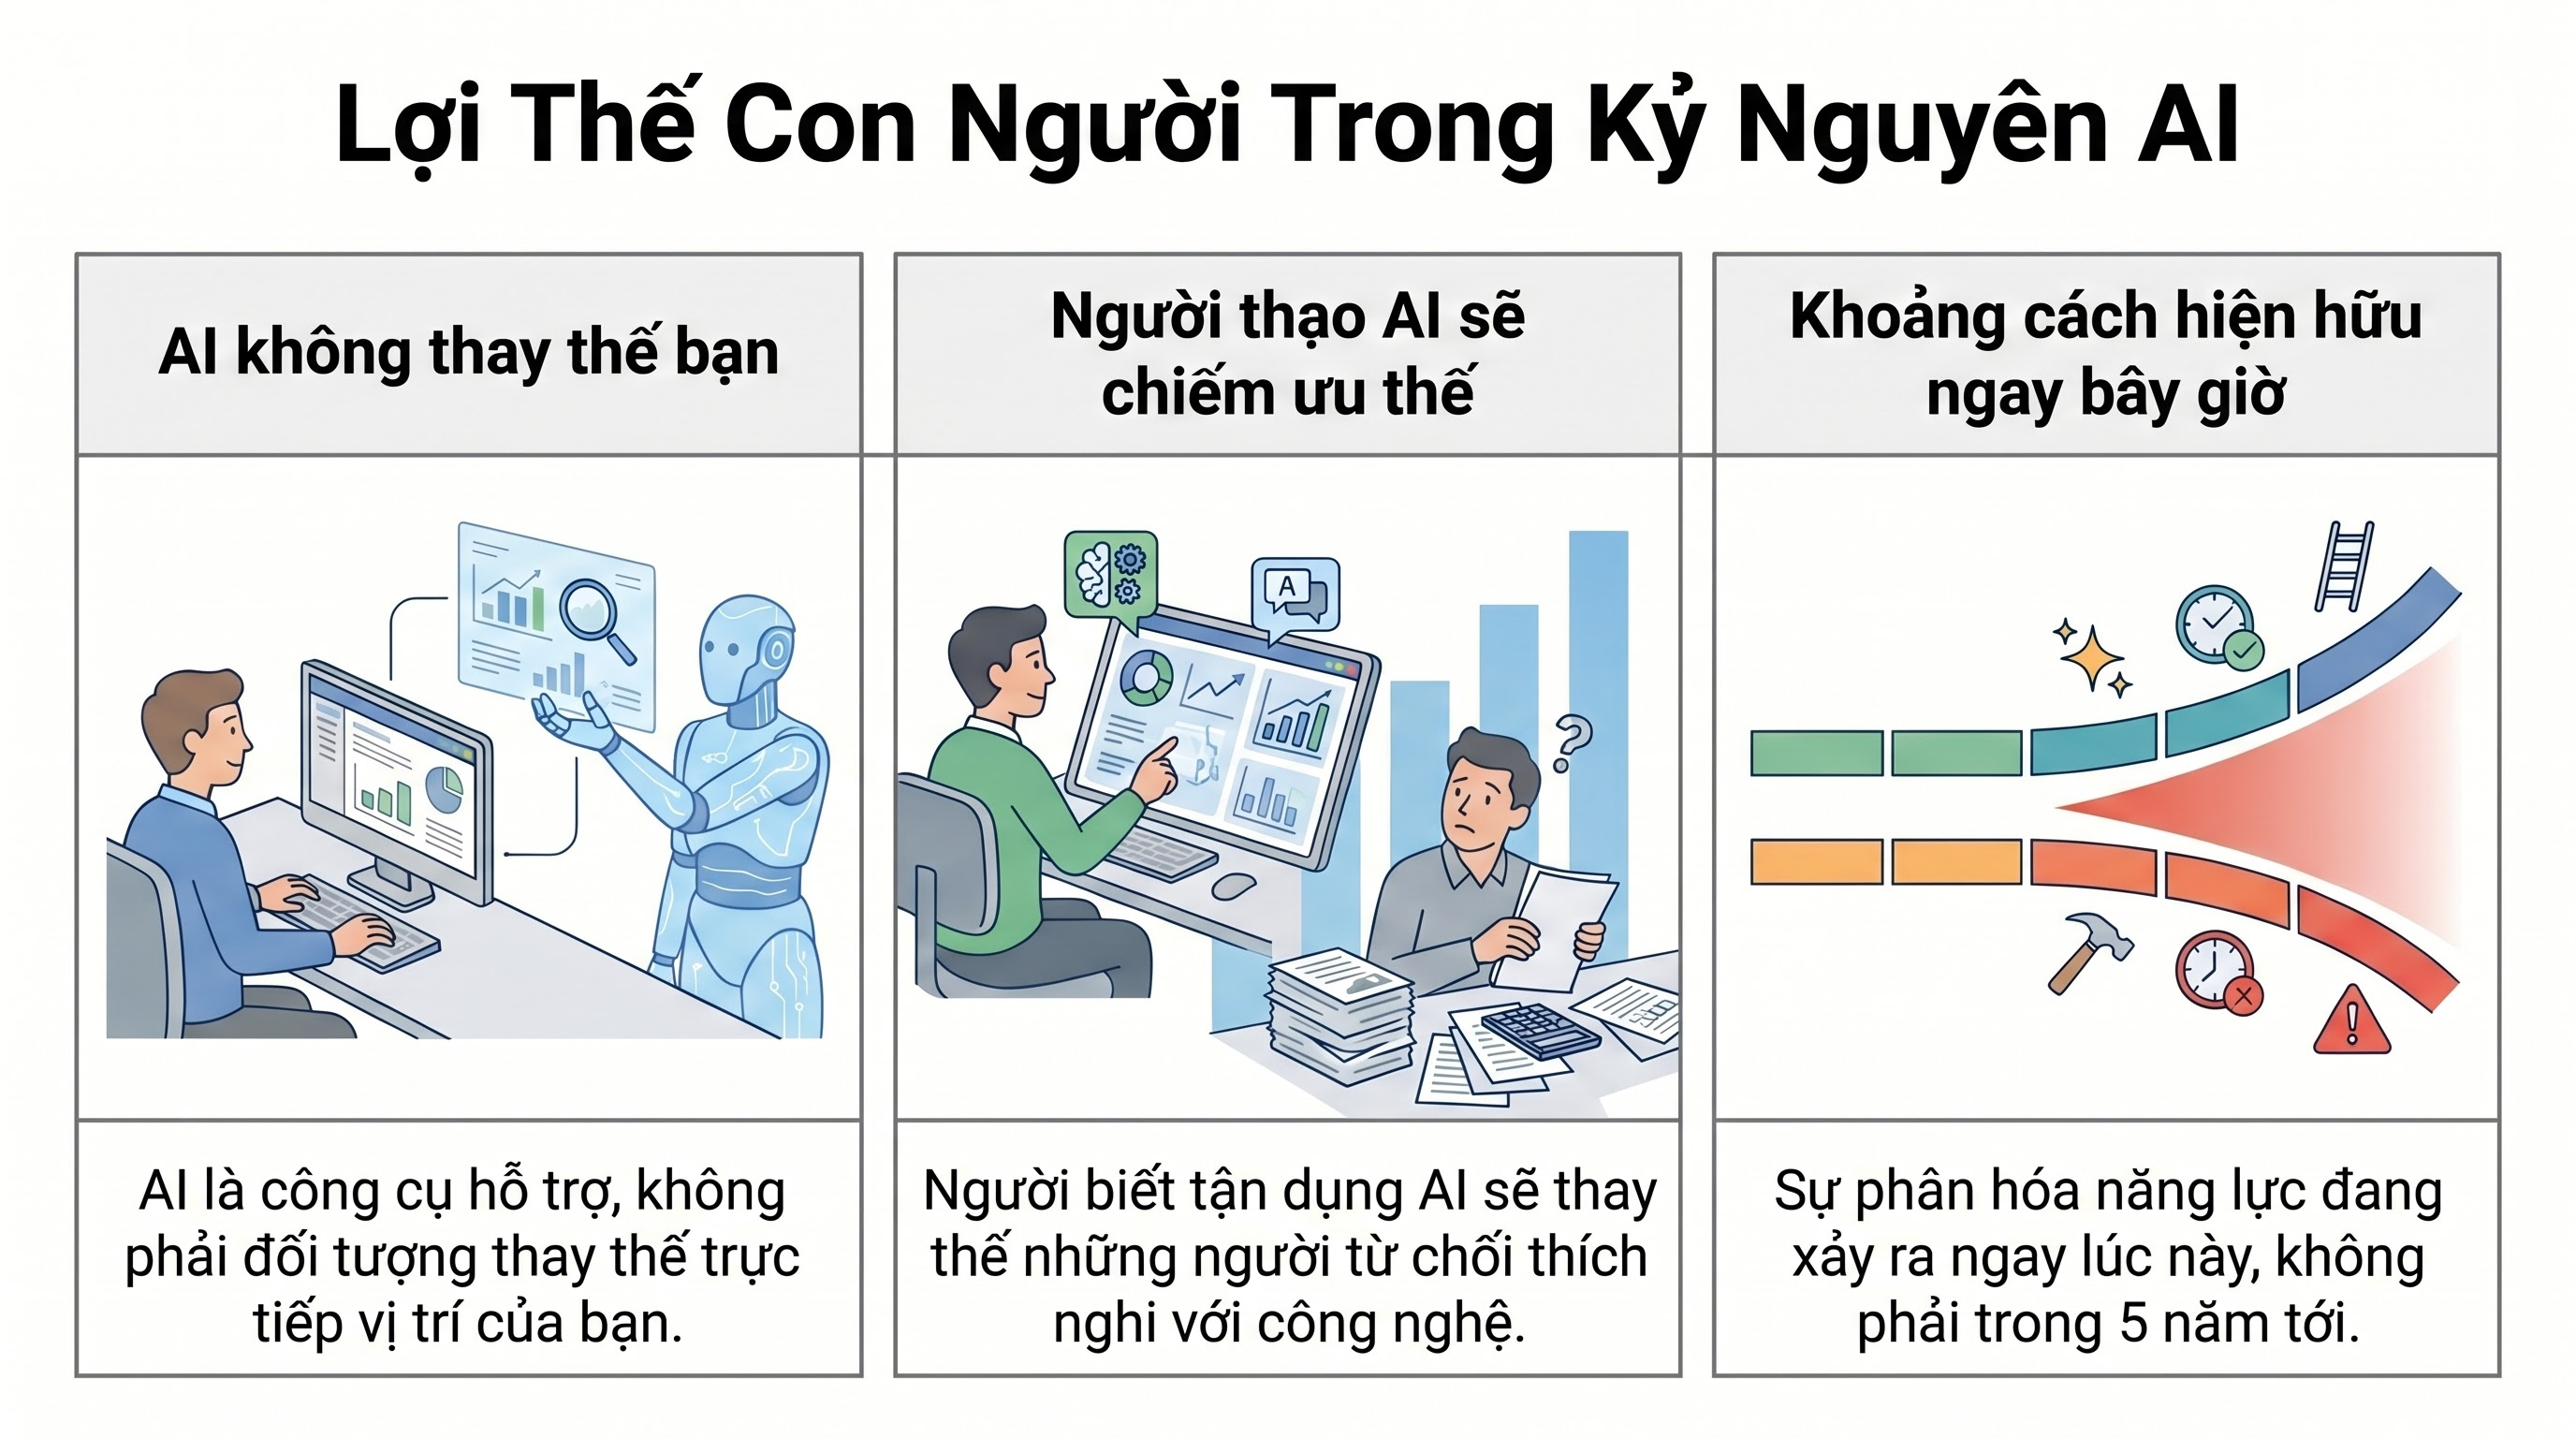 Lợi Thế Con Người Trong Kỷ Nguyên AI
AI không thay thế bạn
Người thạo AI sẽ
chiếm ưu thế
Khoảng cách hiện hữu
ngay bây giờ
A
?
AI là công cụ hỗ trợ, không
phải đối tượng thay thế trực
tiếp vị trí của bạn.
Người biết tận dụng AI sẽ thay
thế những người từ chối thích
nghi với công nghệ.
Sự phân hóa năng lực đang
xảy ra ngay lúc này, không
phải trong 5 năm tới.